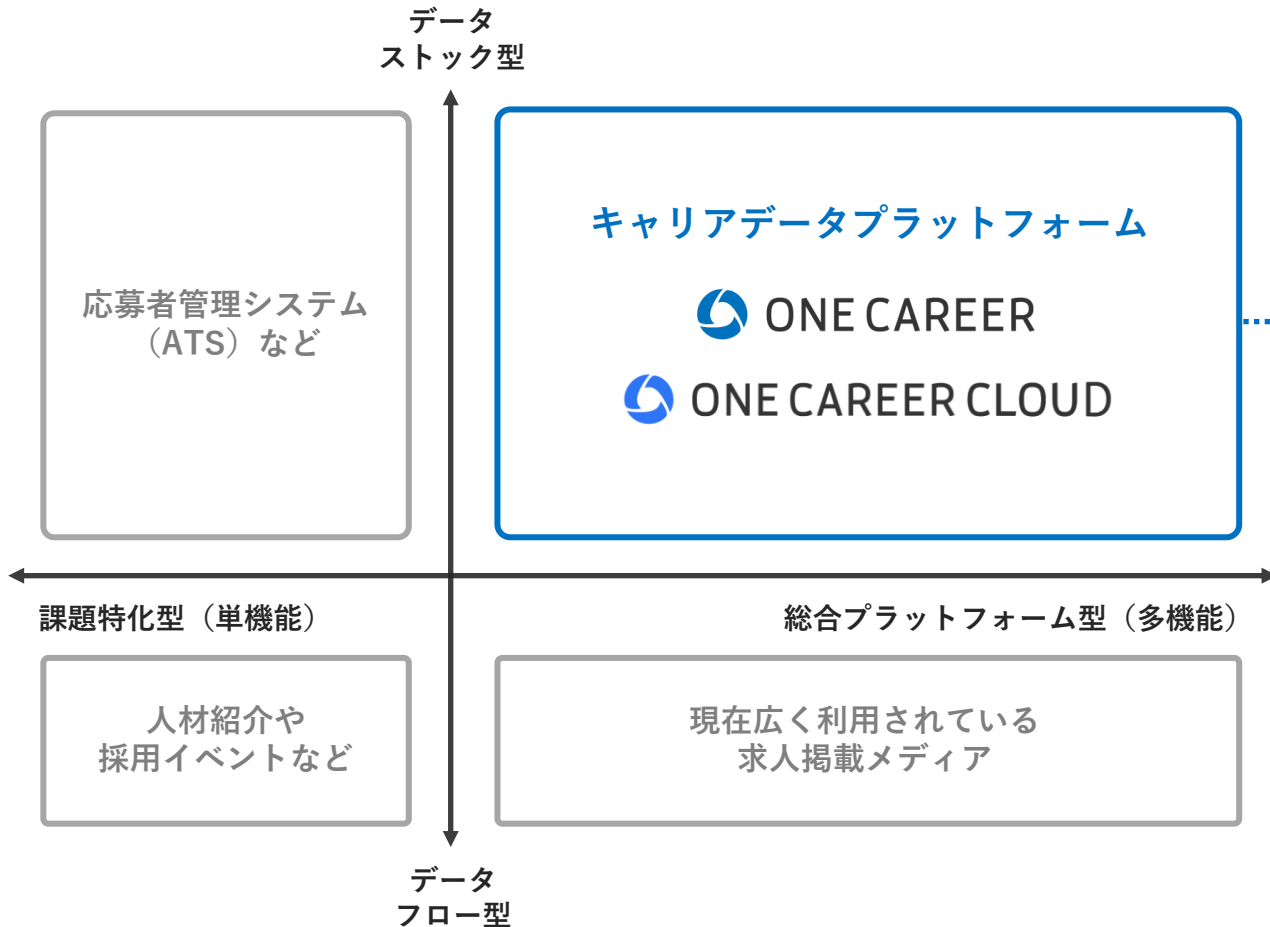 データ
ストック型
応募者管理システム
（ATS）など
キャリアデータプラットフォーム
ONE CAREER
ONE CAREER CLOUD
課題特化型（単機能）
総合プラットフォーム型（多機能）
人材紹介や
採用イベントなど
現在広く利用されている
求人掲載メディア
データ
フロー型